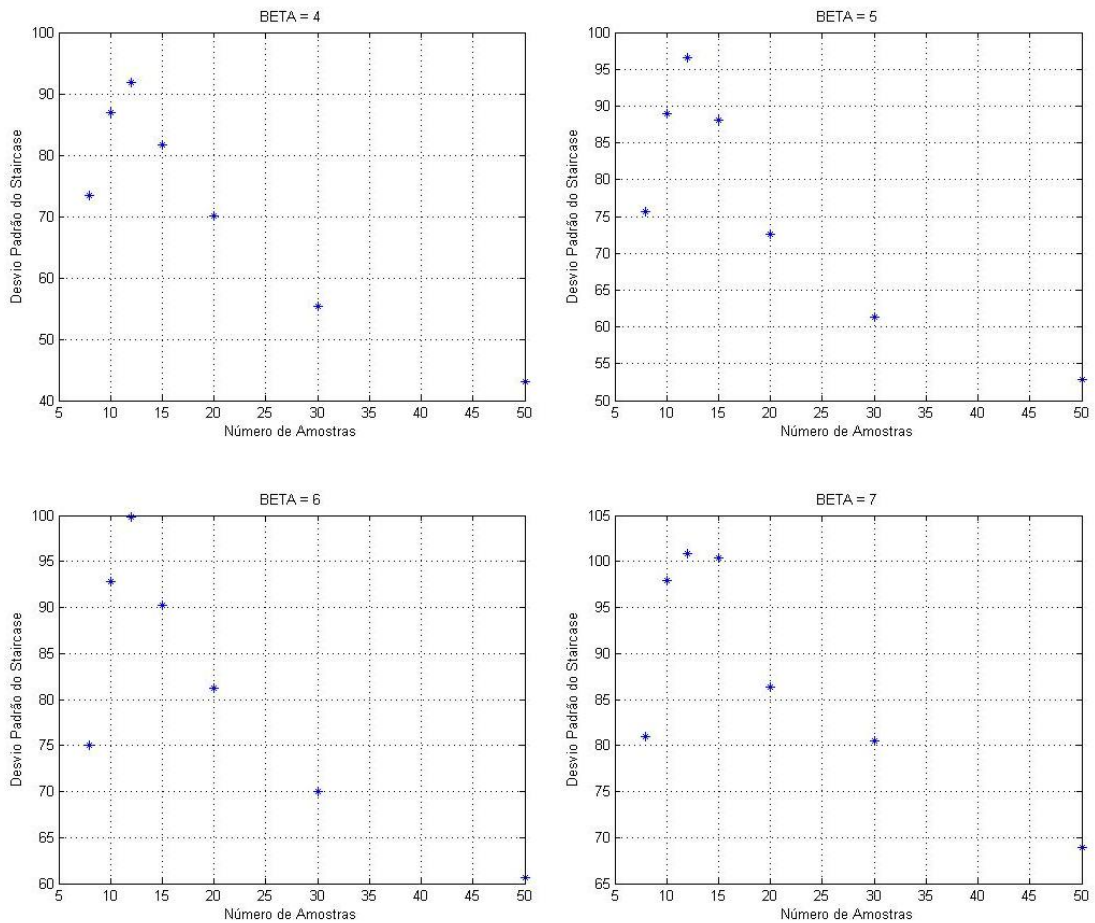 BETA = 4
Desvio Padrão do Staircase
100
90
80
70
60
50
40
5 10 15 20 25 30 35 40 45 50
Número de Amostras
BETA = 5
Desvio Padrão do Staircase
100
95
90
85
80
75
70
65
60
55
50
5 10 15 20 25 30 35 40 45 50
Número de Amostras
BETA = 6
Desvio Padrão do Staircase
100
95
90
85
80
75
70
65
60
5 10 15 20 25 30 35 40 45 50
Número de Amostras
BETA = 7
Desvio Padrão do Staircase
105
100
95
90
85
80
75
70
65
5 10 15 20 25 30 35 40 45 50
Número de Amostras